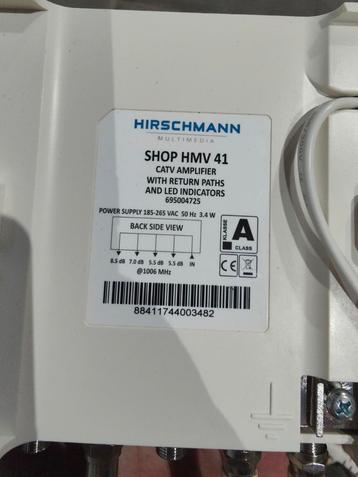 HIRSCHMANN
MULTIMEDIA
SHOP HMV 41
CATV AMPLIFIER
WITH RETURN PATHS
AND LED INDICATORS
695004725
POWER SUPPLY 185-265 VAC 50 Hz 3.4 W
BACK SIDE VIEW
8.5 dB 7.0 dB 5.5 dB 5.5 dB IN
@1006 MHz
KLASSE
A
CLASS
CE
88411744003482